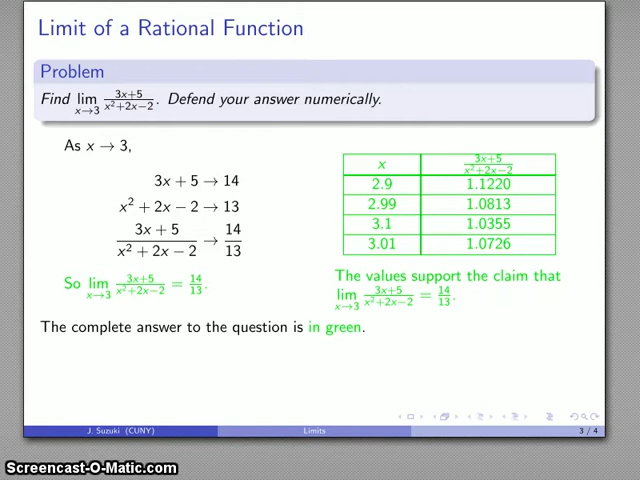 Limit of a Rational Function
Problem
Find lim x→3 3x+5 / x²+2x−2 . Defend your answer numerically.
As x → 3,
3x + 5 → 14
x² + 2x − 2 → 13
3x + 5 / x² + 2x − 2 → 14 / 13
So lim x→3 3x+5 / x²+2x−2 = 14 / 13 .
x 3x+5 / x²+2x−2
2.9 1.1220
2.99 1.0813
3.1 1.0355
3.01 1.0726
The values support the claim that
lim x→3 3x+5 / x²+2x−2 = 14 / 13 .
The complete answer to the question is in green.
J. Suzuki (CUNY) Limits 3 / 4
Screencast-O-Matic.com